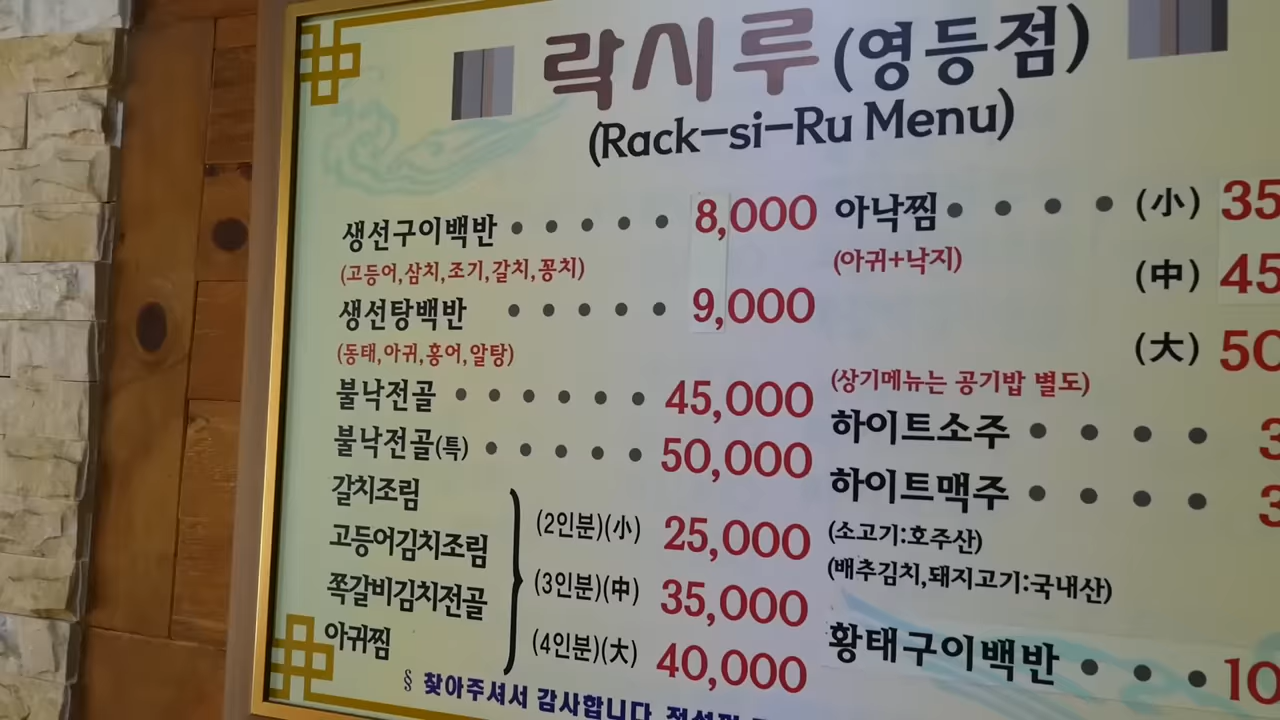 락시루(영등점)
(Rack-si-Ru Menu)
생선구이백반 • • • • • 8,000
(고등어,삼치,조기,갈치,꽁치)
생선탕백반 • • • • • 9,000
(동태,아귀,홍어,알탕)
불낙전골 • • • • • • 45,000
불낙전골(특) • • • • • 50,000
갈치조림
고등어김치조림
쪽갈비김치전골
아귀찜
(2인분)(小) 25,000
(3인분)(中) 35,000
(4인분)(大) 40,000
아낙찜 • • • • (小) 35
(아귀+낙지) (中) 45
(大) 50
(상기메뉴는 공기밥 별도)
하이트소주 • • • • 3
하이트맥주 • • • • 3
(소고기:호주산)
(배추김치,돼지고기:국내산)
황태구이백반 • • • 10
§ 찾아주셔서 감사합니다